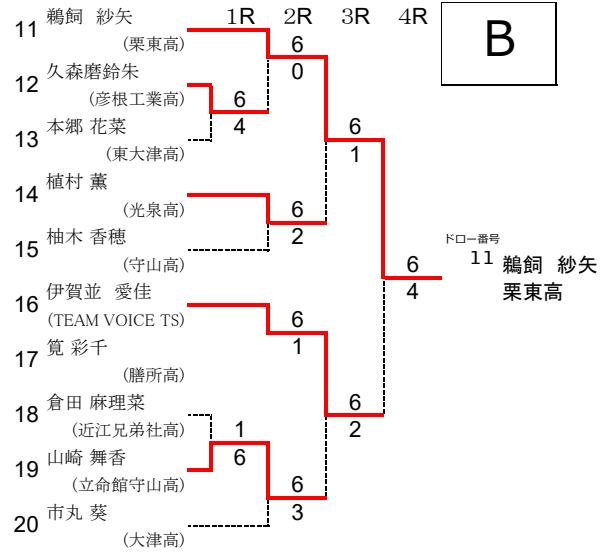 1R 2R 3R 4R
B
11 鵜飼 紗矢
(栗東高)
6
0
12 久森磨鈴朱
(彦根工業高)
6
4
13 本郷 花菜
(東大津高)
6
1
14 植村 薫
(光泉高)
6
2
15 柚木 香穂
(守山高)
6
4
ドロー番号
11 鵜飼 紗矢
栗東高
16 伊賀並 愛佳
(TEAM VOICE TS)
6
1
17 筧 彩千
(膳所高)
6
2
18 倉田 麻理菜
(近江兄弟社高)
1
6
19 山崎 舞香
(立命館守山高)
6
3
20 市丸 葵
(大津高)